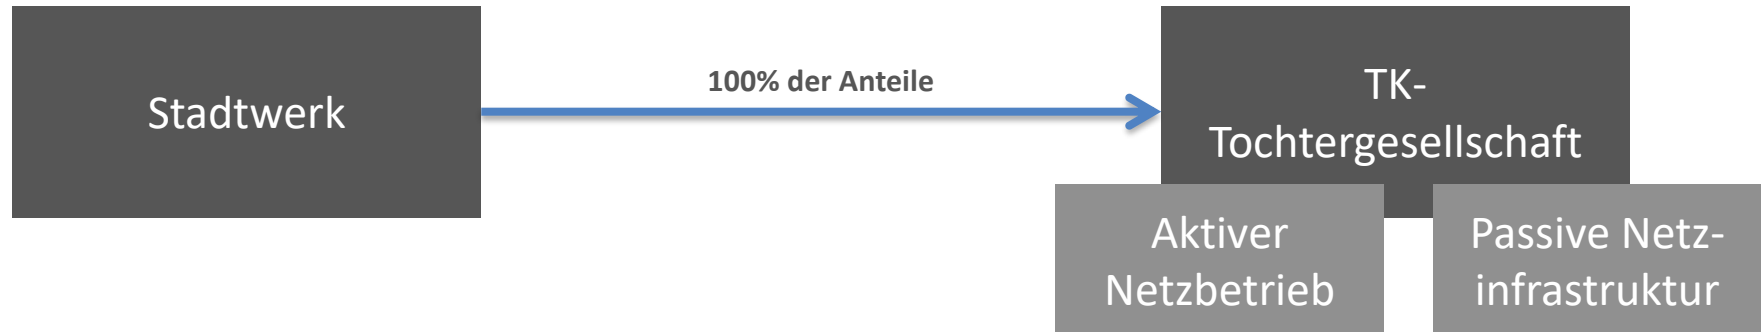 Stadtwerk
100% der Anteile
TK-
Tochtergesellschaft
Aktiver
Netzbetrieb
Passive Netz-
infrastruktur